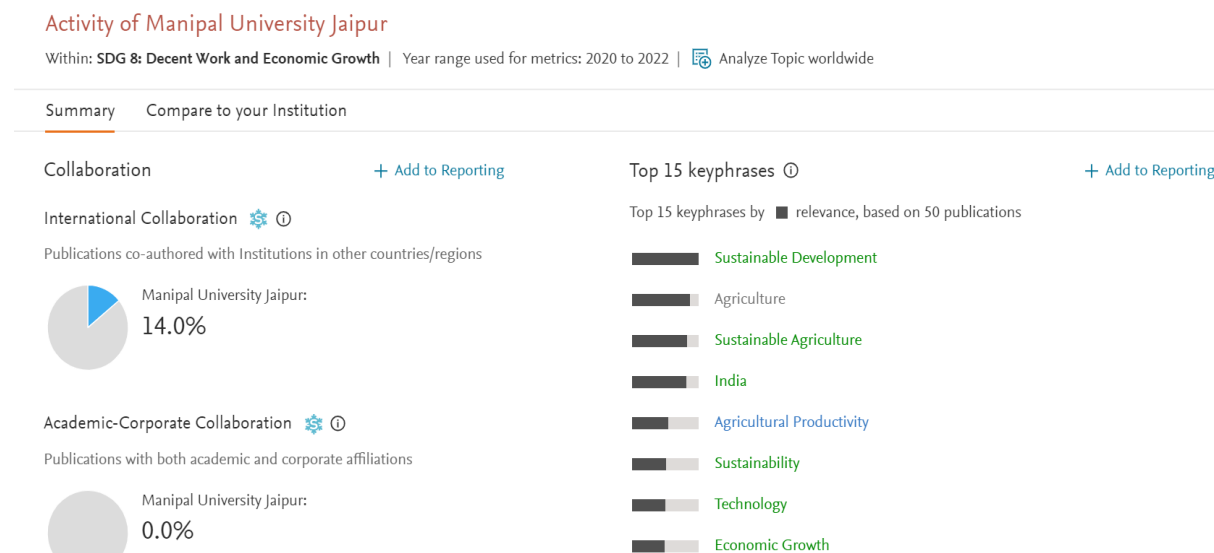 Activity of Manipal University Jaipur
Within: SDG 8: Decent Work and Economic Growth | Year range used for metrics: 2020 to 2022 | Analyze Topic worldwide
Summary Compare to your Institution
Collaboration + Add to Reporting
International Collaboration
Publications co-authored with Institutions in other countries/regions
Manipal University Jaipur:
14.0%
Academic-Corporate Collaboration
Publications with both academic and corporate affiliations
Manipal University Jaipur:
0.0%
Top 15 keyphrases + Add to Reporting
Top 15 keyphrases by relevance, based on 50 publications
Sustainable Development
Agriculture
Sustainable Agriculture
India
Agricultural Productivity
Sustainability
Technology
Economic Growth